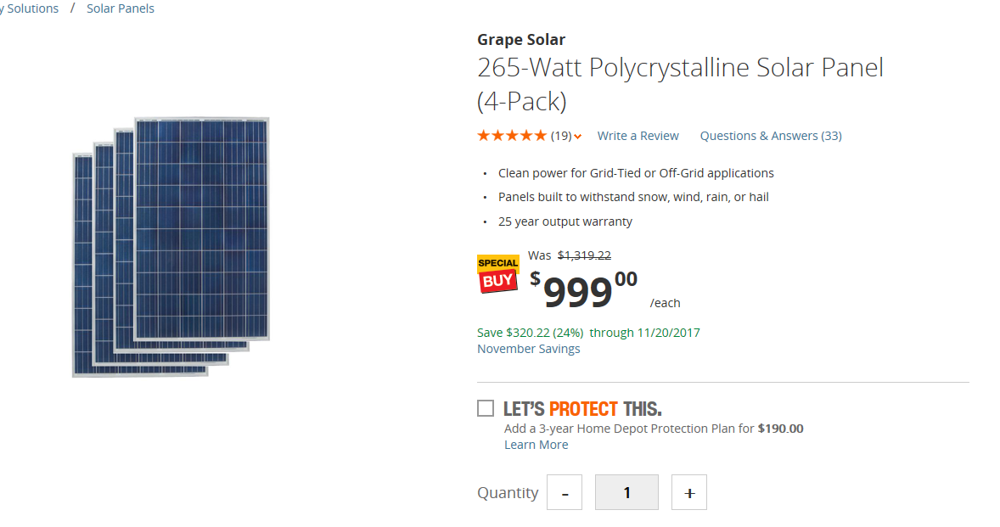 y Solutions / Solar Panels
Grape Solar
265-Watt Polycrystalline Solar Panel
(4-Pack)
(19) Write a Review Questions & Answers (33)
• Clean power for Grid-Tied or Off-Grid applications
• Panels built to withstand snow, wind, rain, or hail
• 25 year output warranty
SPECIAL
BUY
Was $1,319.22
$999 00 /each
Save $320.22 (24%) through 11/20/2017
November Savings
LET'S PROTECT THIS.
Add a 3-year Home Depot Protection Plan for $190.00
Learn More
Quantity - 1 +